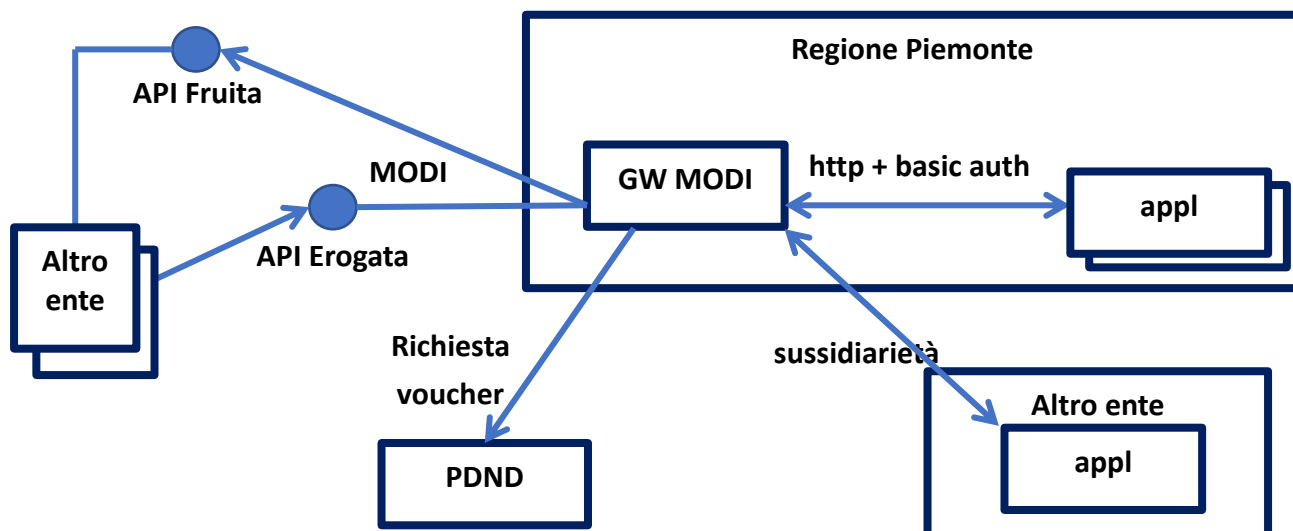 Regione Piemonte
API Fruita
MODI
GW MODI
http + basic auth
appl
API Erogata
Altro
ente
Richiesta
voucher
sussidiarietà
PDND
Altro ente
appl